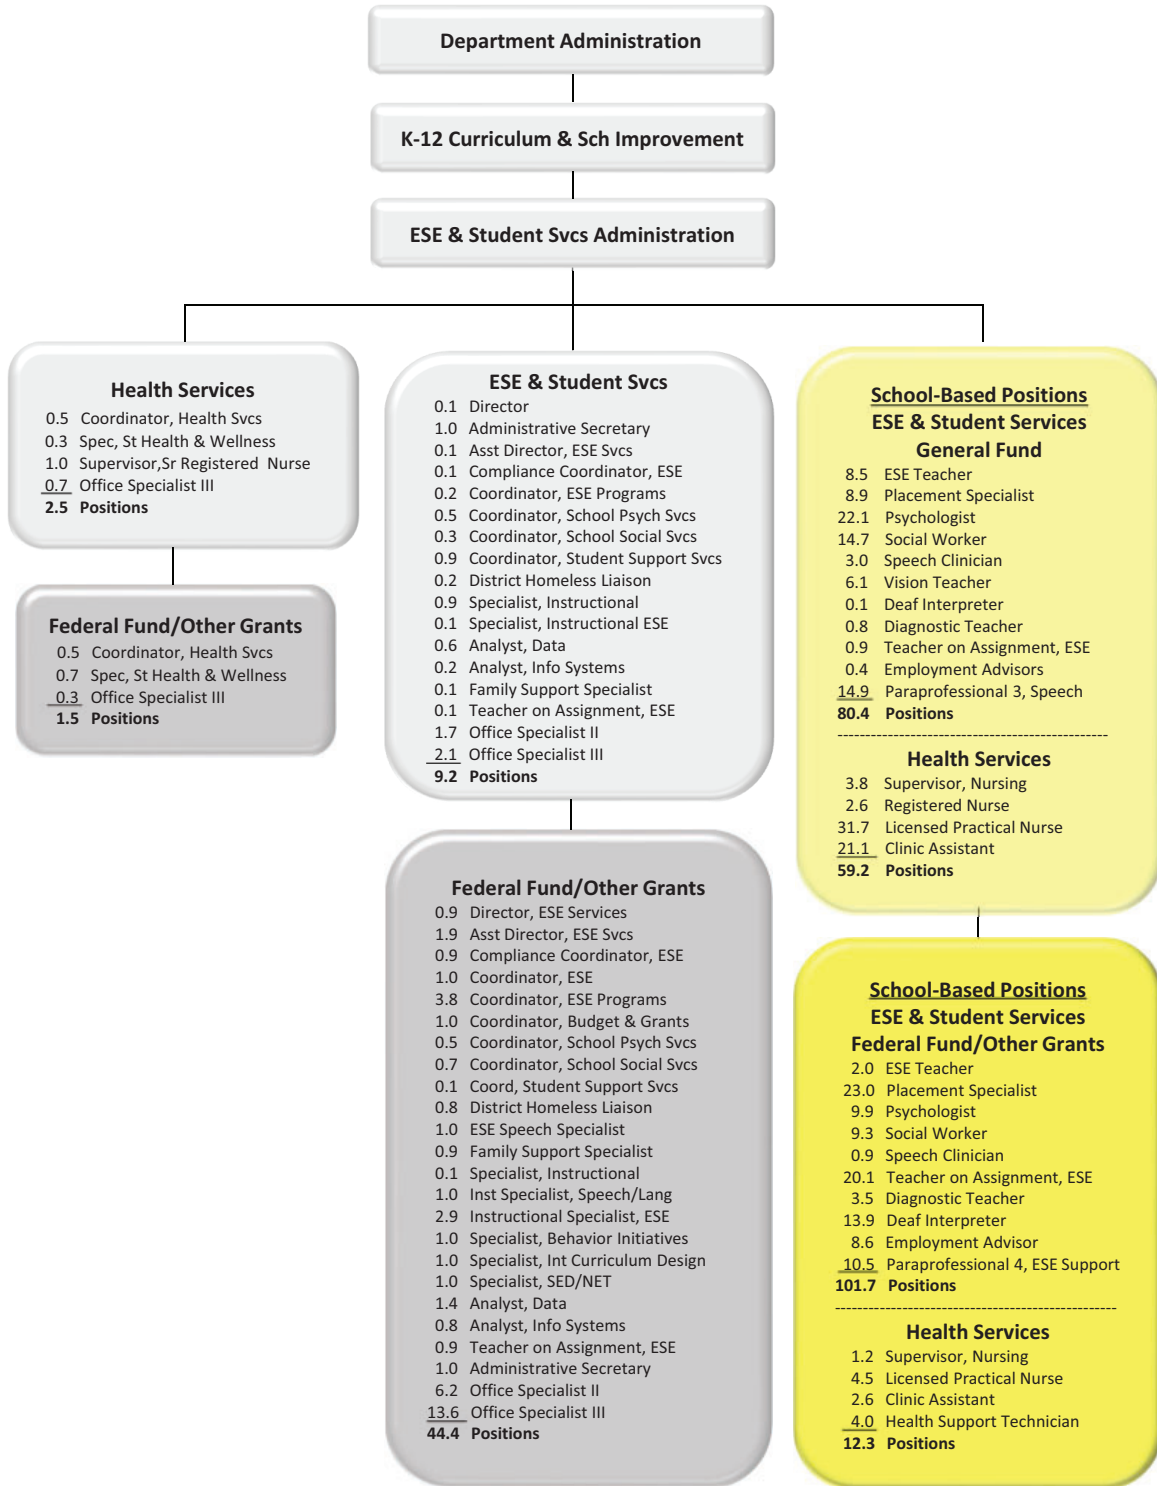 Department Administration
K-12 Curriculum & Sch Improvement
ESE & Student Svcs Administration
Health Services
0.5 Coordinator, Health Svcs
0.3 Spec, St Health & Wellness
1.0 Supervisor,Sr Registered Nurse
0.7 Office Specialist III
2.5 Positions
Federal Fund/Other Grants
0.5 Coordinator, Health Svcs
0.7 Spec, St Health & Wellness
0.3 Office Specialist III
1.5 Positions
ESE & Student Svcs
0.1 Director
1.0 Administrative Secretary
0.1 Asst Director, ESE Svcs
0.1 Compliance Coordinator, ESE
0.2 Coordinator, ESE Programs
0.5 Coordinator, School Psych Svcs
0.3 Coordinator, School Social Svcs
0.9 Coordinator, Student Support Svcs
0.2 District Homeless Liaison
0.9 Specialist, Instructional
0.1 Specialist, Instructional ESE
0.6 Analyst, Data
0.2 Analyst, Info Systems
0.1 Family Support Specialist
0.1 Teacher on Assignment, ESE
1.7 Office Specialist II
2.1 Office Specialist III
9.2 Positions
Federal Fund/Other Grants
0.9 Director, ESE Services
1.9 Asst Director, ESE Svcs
0.9 Compliance Coordinator, ESE
1.0 Coordinator, ESE
3.8 Coordinator, ESE Programs
1.0 Coordinator, Budget & Grants
0.5 Coordinator, School Psych Svcs
0.7 Coordinator, School Social Svcs
0.1 Coord, Student Support Svcs
0.8 District Homeless Liaison
1.0 ESE Speech Specialist
0.9 Family Support Specialist
0.1 Specialist, Instructional
1.0 Inst Specialist, Speech/Lang
2.9 Instructional Specialist, ESE
1.0 Specialist, Behavior Initiatives
1.0 Specialist, Int Curriculum Design
1.0 Specialist, SED/NET
1.4 Analyst, Data
0.8 Analyst, Info Systems
0.9 Teacher on Assignment, ESE
1.0 Administrative Secretary
6.2 Office Specialist II
13.6 Office Specialist III
44.4 Positions
School-Based Positions
ESE & Student Services
General Fund
8.5 ESE Teacher
8.9 Placement Specialist
22.1 Psychologist
14.7 Social Worker
3.0 Speech Clinician
6.1 Vision Teacher
0.1 Deaf Interpreter
0.8 Diagnostic Teacher
0.9 Teacher on Assignment, ESE
0.4 Employment Advisors
14.9 Paraprofessional 3, Speech
80.4 Positions
Health Services
3.8 Supervisor, Nursing
2.6 Registered Nurse
31.7 Licensed Practical Nurse
21.1 Clinic Assistant
59.2 Positions
School-Based Positions
ESE & Student Services
Federal Fund/Other Grants
2.0 ESE Teacher
23.0 Placement Specialist
9.9 Psychologist
9.3 Social Worker
0.9 Speech Clinician
20.1 Teacher on Assignment, ESE
3.5 Diagnostic Teacher
13.9 Deaf Interpreter
8.6 Employment Advisor
10.5 Paraprofessional 4, ESE Support
101.7 Positions
Health Services
1.2 Supervisor, Nursing
4.5 Licensed Practical Nurse
2.6 Clinic Assistant
4.0 Health Support Technician
12.3 Positions